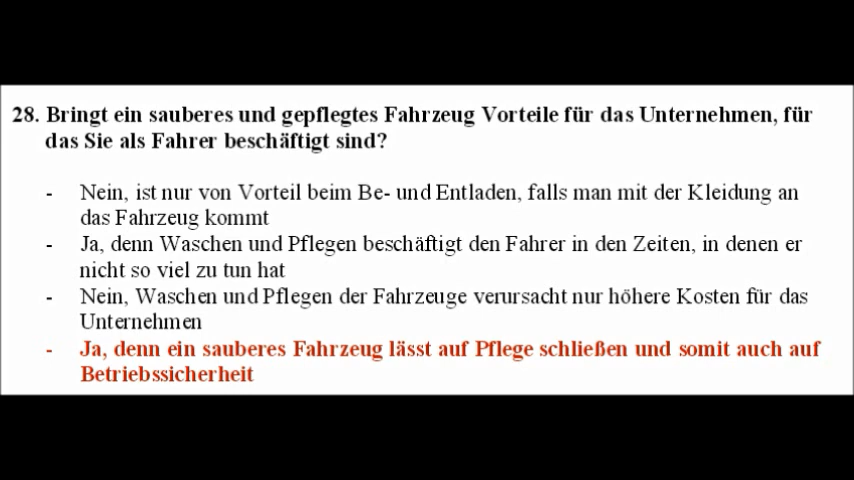 28. Bringt ein sauberes und gepflegtes Fahrzeug Vorteile für das Unternehmen, für
das Sie als Fahrer beschäftigt sind?
- Nein, ist nur von Vorteil beim Be- und Entladen, falls man mit der Kleidung an
das Fahrzeug kommt
- Ja, denn Waschen und Pflegen beschäftigt den Fahrer in den Zeiten, in denen er
nicht so viel zu tun hat
- Nein, Waschen und Pflegen der Fahrzeuge verursacht nur höhere Kosten für das
Unternehmen
- Ja, denn ein sauberes Fahrzeug lässt auf Pflege schließen und somit auch auf
Betriebssicherheit